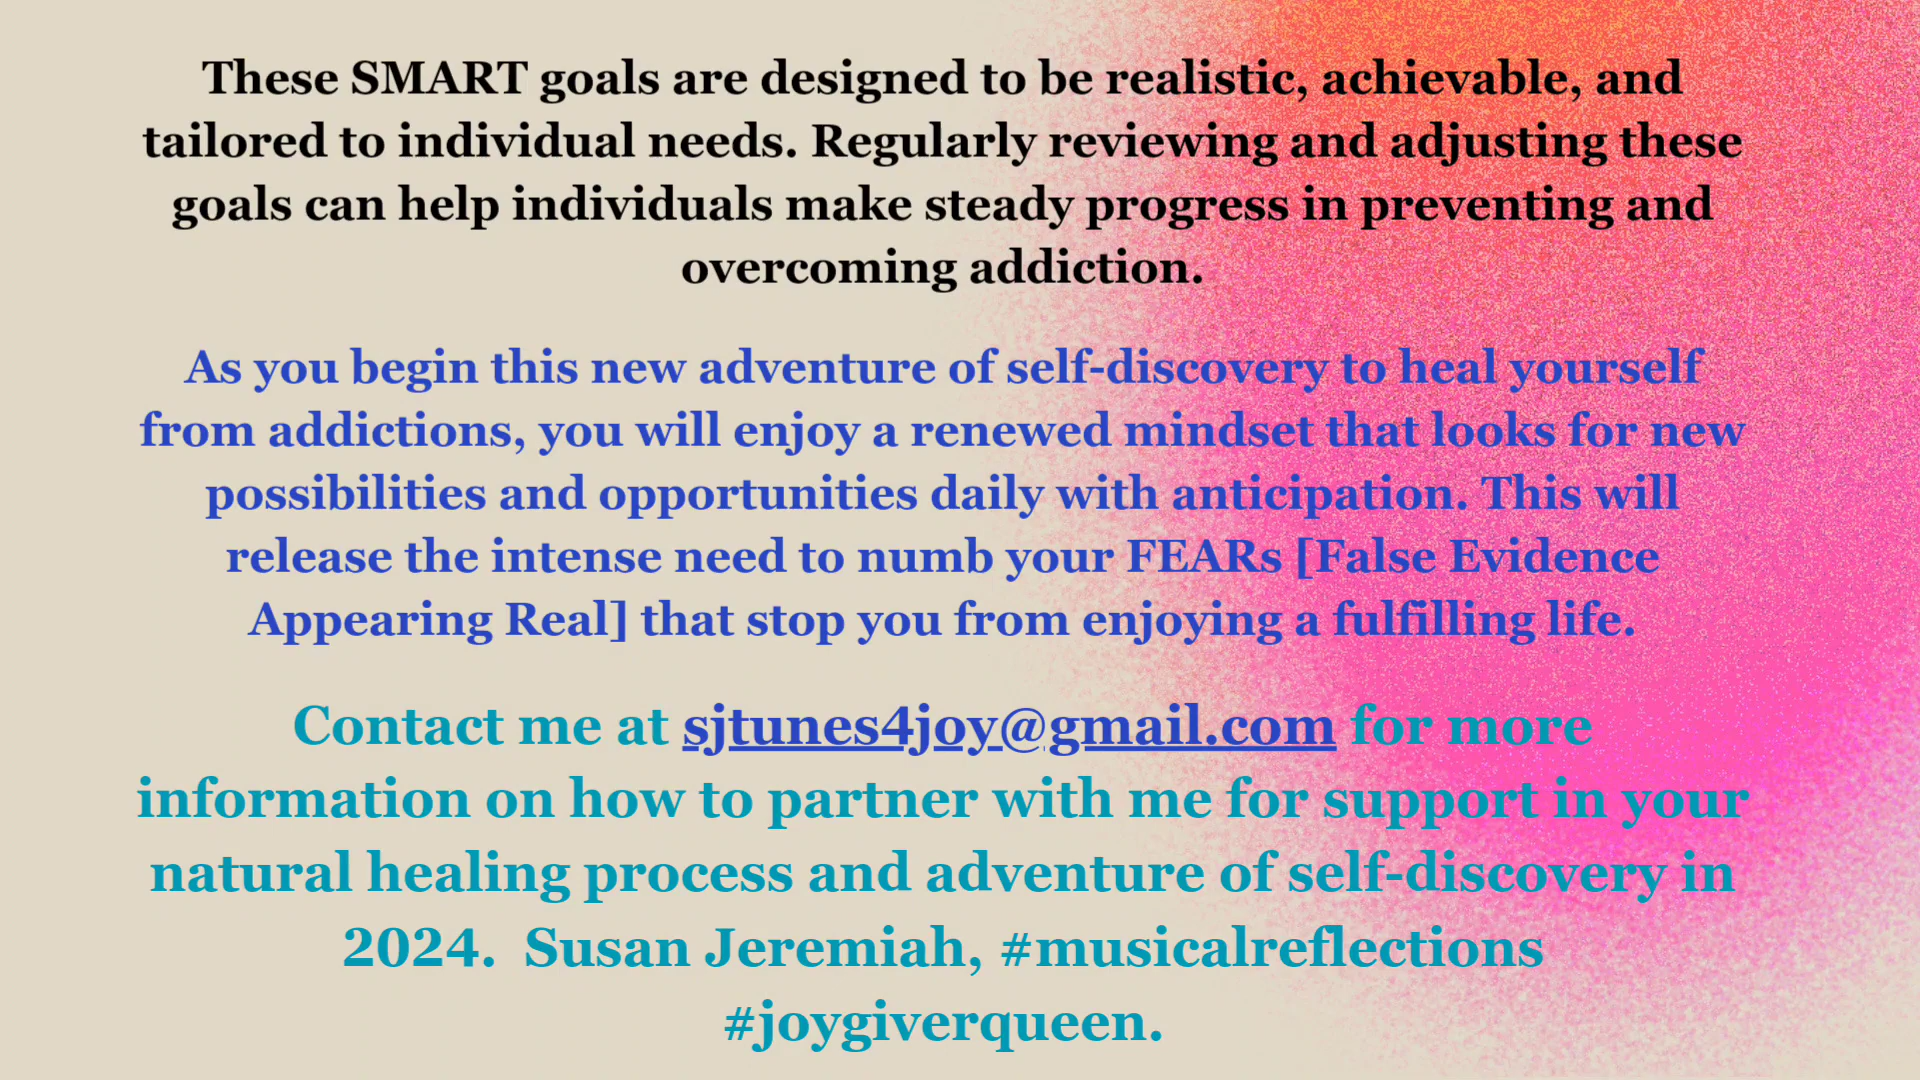 These SMART goals are designed to be realistic, achievable, and
tailored to individual needs. Regularly reviewing and adjusting these
goals can help individuals make steady progress in preventing and
overcoming addiction.
As you begin this new adventure of self-discovery to heal yourself
from addictions, you will enjoy a renewed mindset that looks for new
possibilities and opportunities daily with anticipation. This will
release the intense need to numb your FEARs [False Evidence
Appearing Real] that stop you from enjoying a fulfilling life.
Contact me at sjtunes4joy@gmail.com for more
information on how to partner with me for support in your
natural healing process and adventure of self-discovery in
2024.  Susan Jeremiah, #musicalreflections
#joygiverqueen.